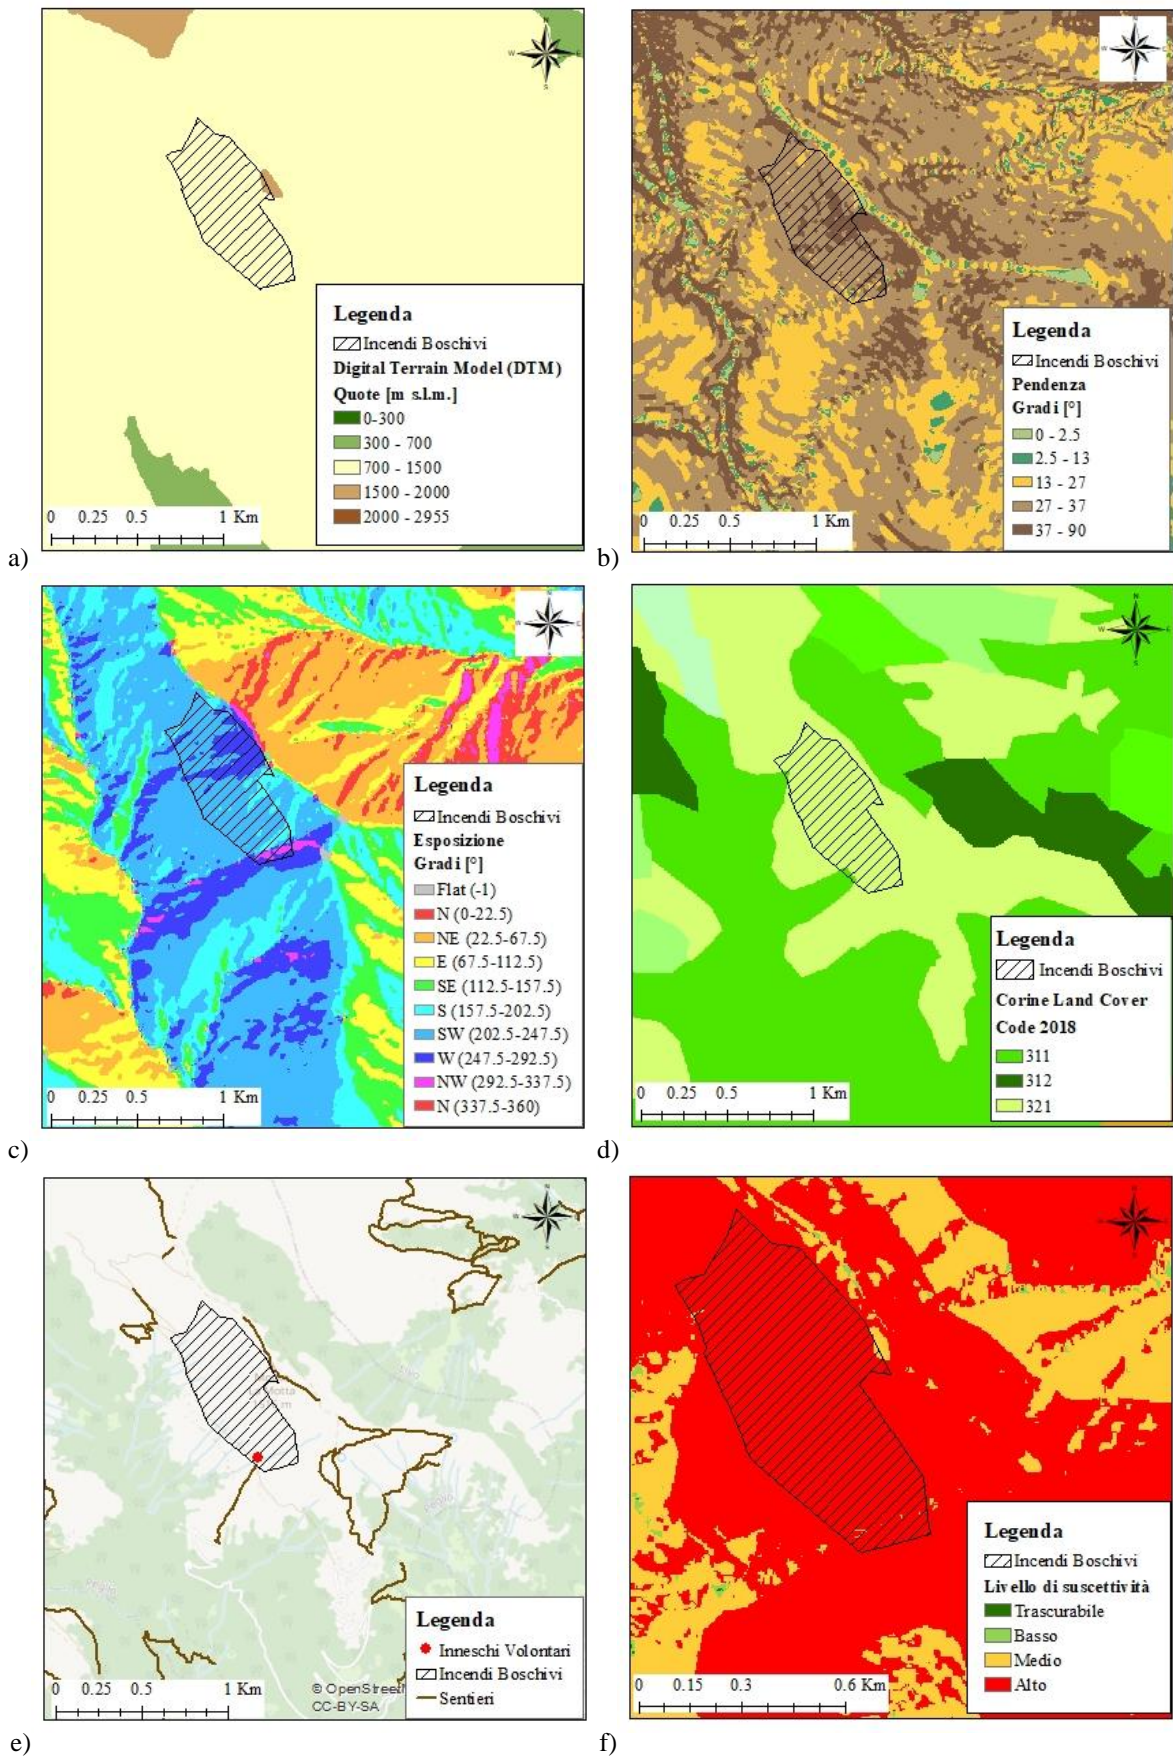 N
W
E
S
Legenda
Incendi Boschivi
Digital Terrain Model (DTM)
Quote [m s.l.m.]
0-300
300 - 700
700 - 1500
1500 - 2000
2000 - 2955
0 0.25 0.5 1 Km
a)
Legenda
Incendi Boschivi
Pendenza
Gradi [°]
0 - 2.5
2.5 - 13
13 - 27
27 - 37
37 - 90
0 0.25 0.5 1 Km
b)
Legenda
Incendi Boschivi
Esposizione
Gradi [°]
Flat (-1)
N (0-22.5)
NE (22.5-67.5)
E (67.5-112.5)
SE (112.5-157.5)
S (157.5-202.5)
SW (202.5-247.5)
W (247.5-292.5)
NW (292.5-337.5)
N (337.5-360)
0 0.25 0.5 1 Km
c)
Legenda
Incendi Boschivi
Corine Land Cover
Code 2018
311
312
321
0 0.25 0.5 1 Km
d)
Motta
Legenda
Inneschi Volontari
Incendi Boschivi
Sentieri
© OpenStreet
CC-BY-SA
0 0.25 0.5 1 Km
e)
Legenda
Incendi Boschivi
Livello di suscettività
Trascurabile
Basso
Medio
Alto
0 0.15 0.3 0.6 Km
f)